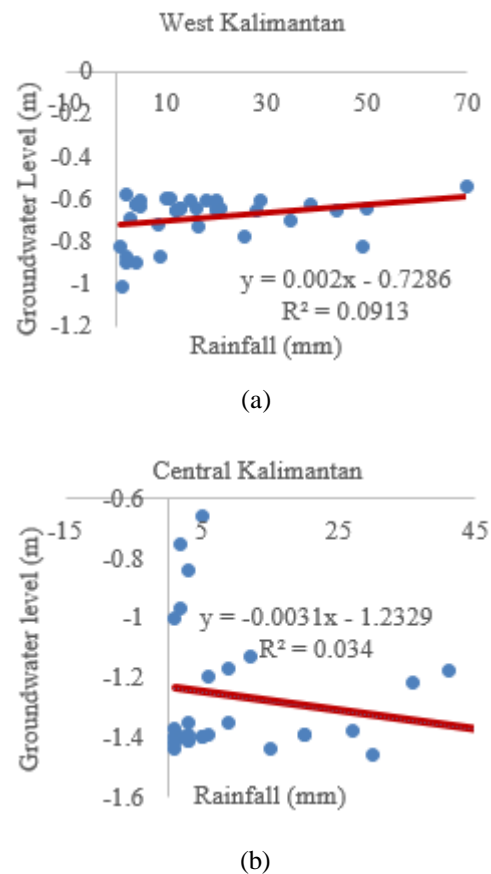 West Kalimantan
0
-10 10 30 50 70
-0.2
-0.4
-0.6
-0.8
-1
-1.2
Groundwater Level (m)
y = 0.002x - 0.7286
R² = 0.0913
Rainfall (mm)
(a)
Central Kalimantan
-0.6
-15 5 25 45
-0.8
-1
-1.2
-1.4
-1.6
Groundwater level (m)
y = -0.0031x - 1.2329
R² = 0.034
Rainfall (mm)
(b)